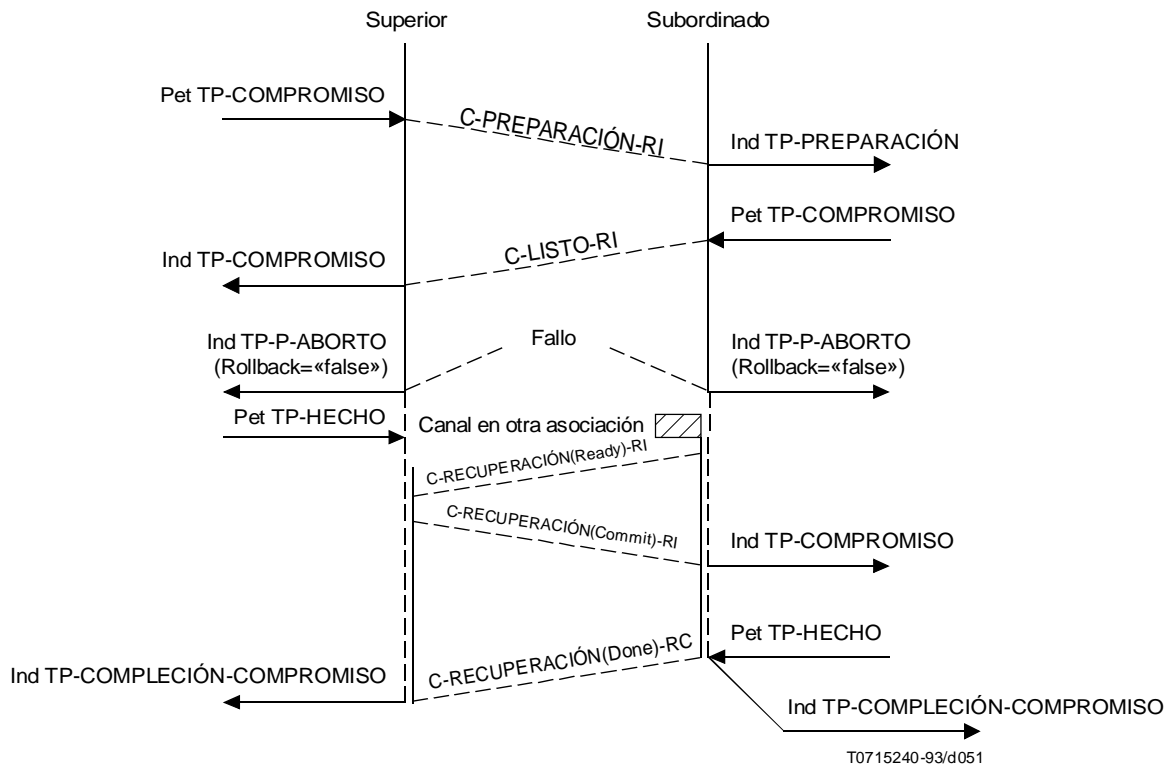 Superior
Subordinado
Pet TP-COMPROMISO
C-PREPARACIÓN-RI
Ind TP-PREPARACIÓN
Pet TP-COMPROMISO
C-LISTO-RI
Ind TP-COMPROMISO
Ind TP-P-ABORTO
(Rollback=«false»)
Fallo
Ind TP-P-ABORTO
(Rollback=«false»)
Pet TP-HECHO
Canal en otra asociación
C-RECUPERACIÓN(Ready)-RI
C-RECUPERACIÓN(Commit)-RI
Ind TP-COMPROMISO
Pet TP-HECHO
C-RECUPERACIÓN(Done)-RC
Ind TP-COMPLECIÓN-COMPROMISO
Ind TP-COMPLECIÓN-COMPROMISO
T0715240-93/d051